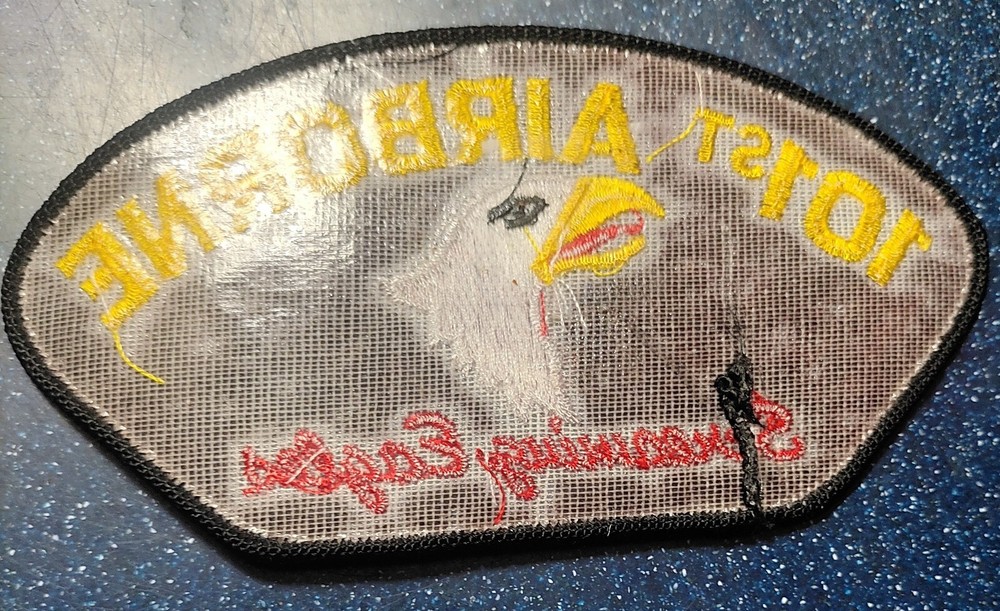 101ST. AIRBORNE
Screaming Eagles